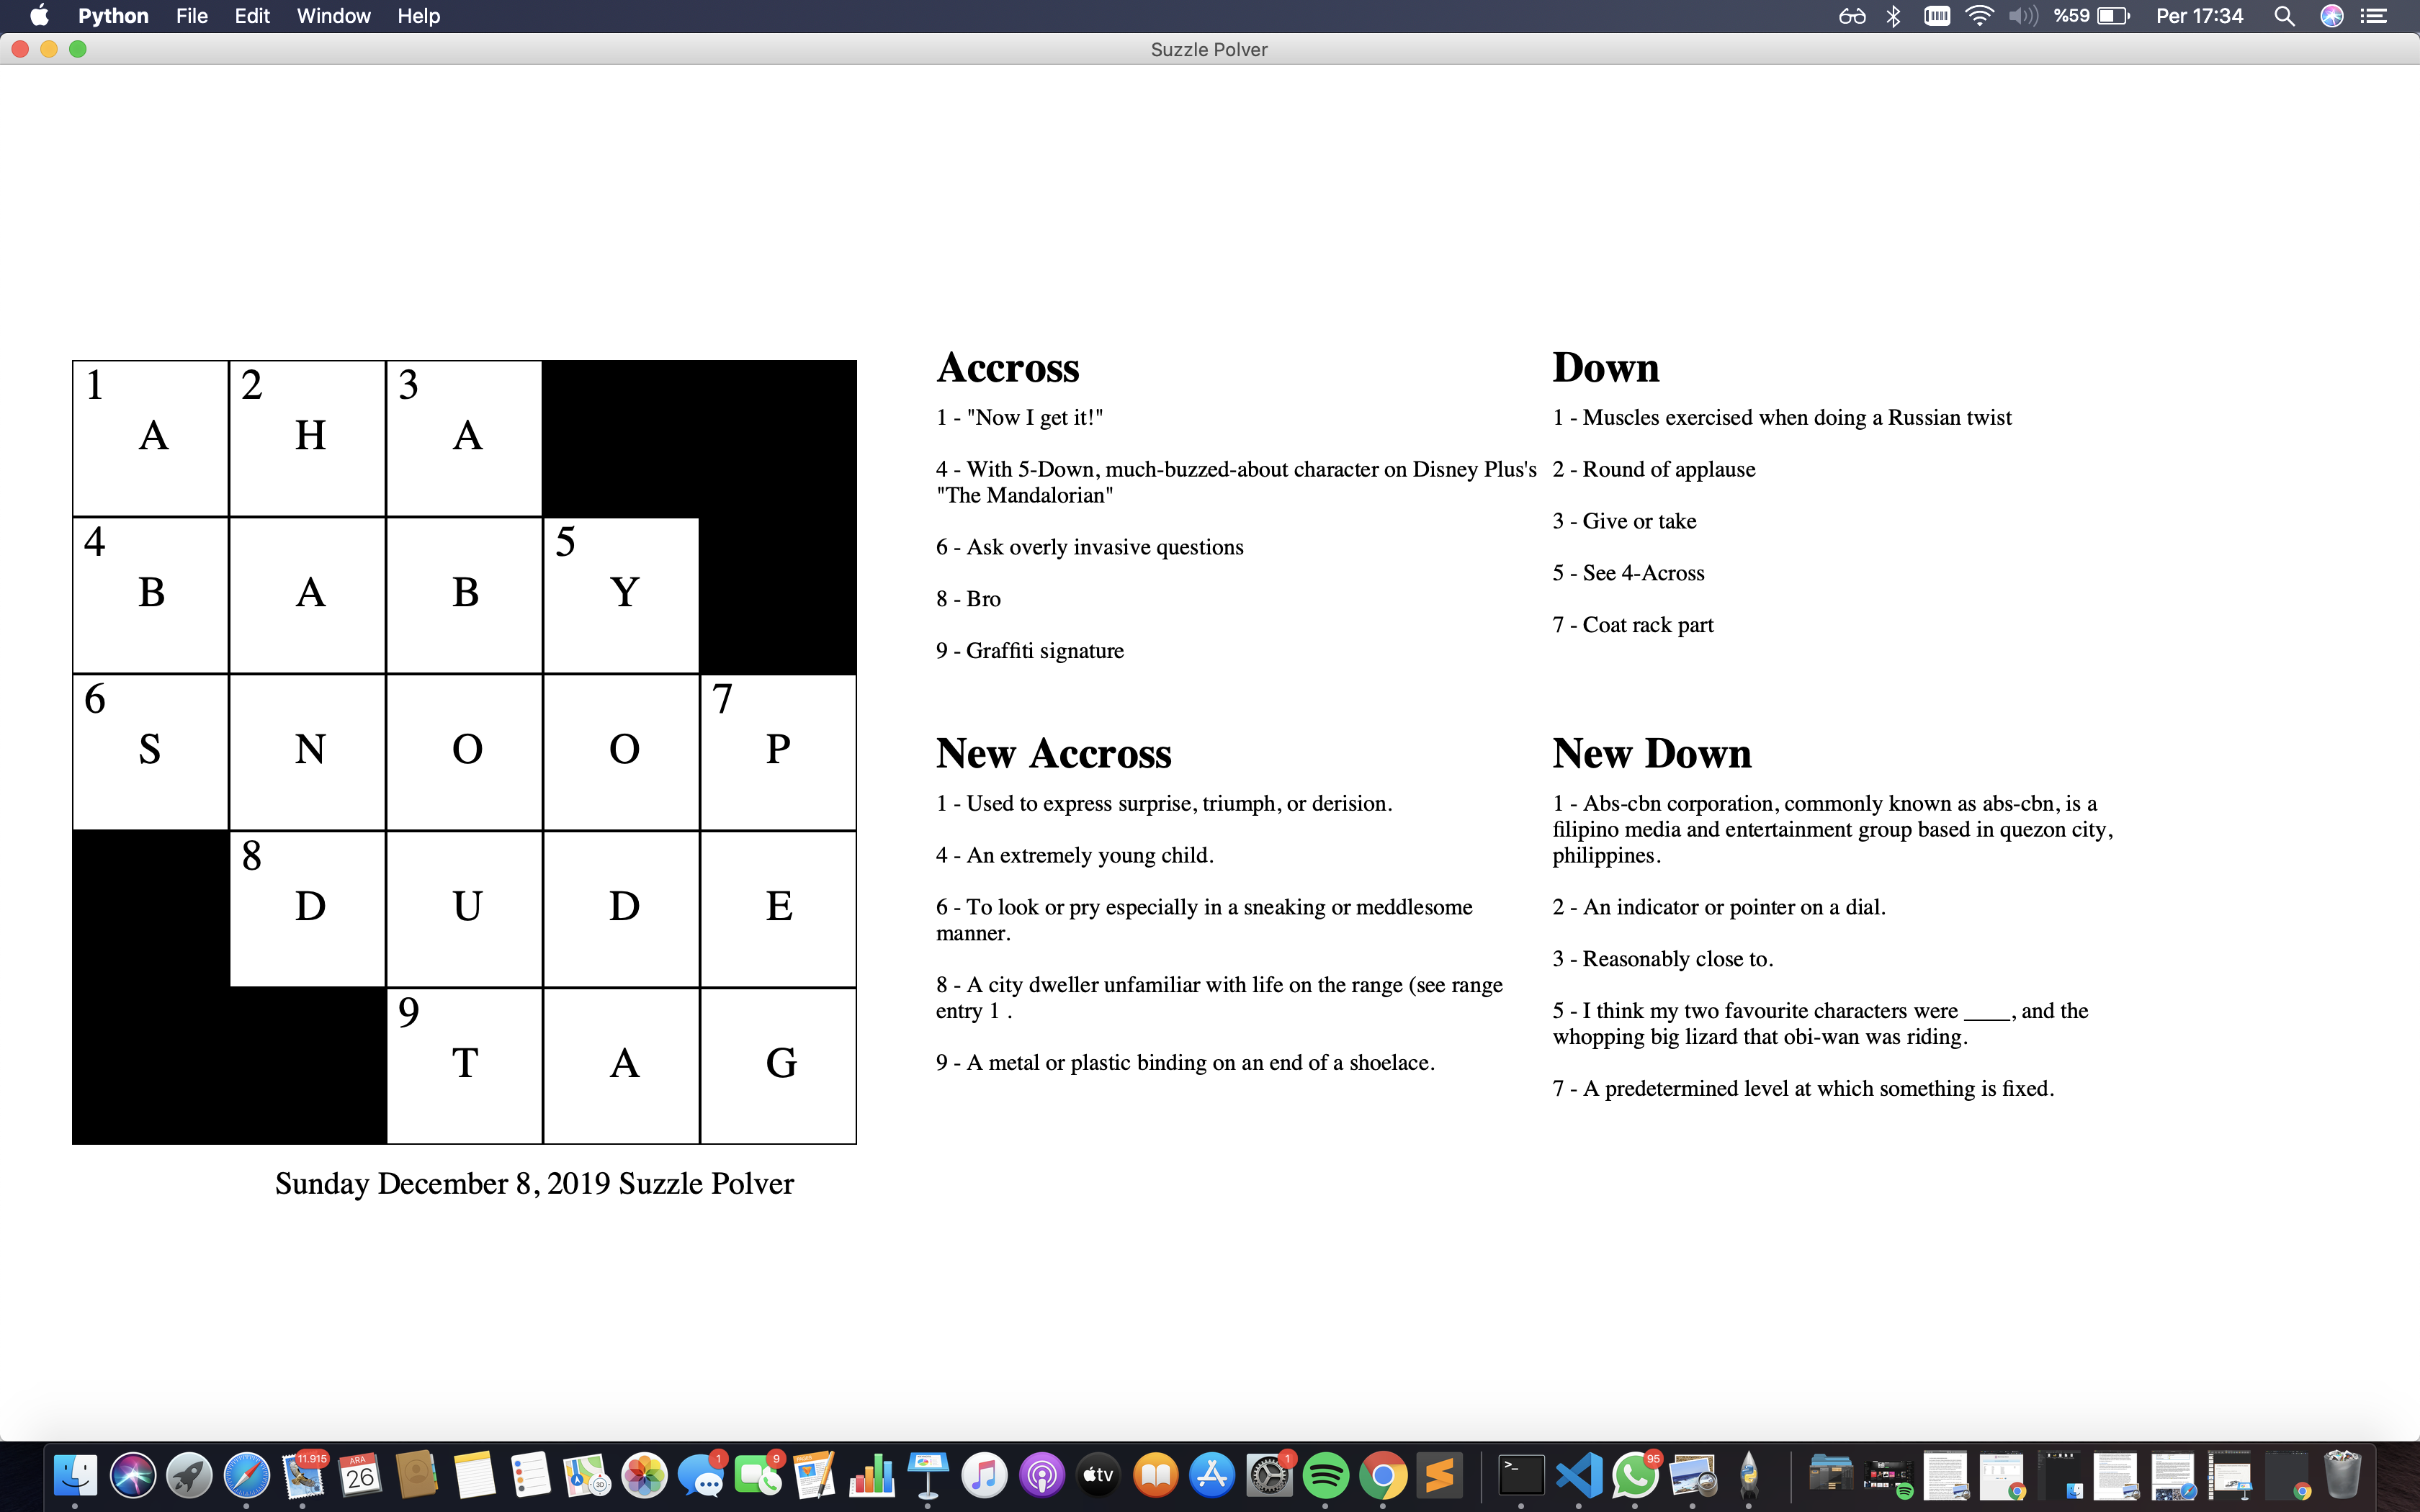 Python File Edit Window Help %59 Per 17:34
Suzzle Polver
1 2 3
A H A
4 5
B A B Y
6 7
S N O O P
8
D U D E
9
T A G
Sunday December 8, 2019 Suzzle Polver
Accross
1 - "Now I get it!"
4 - With 5-Down, much-buzzed-about character on Disney Plus's
"The Mandalorian"
6 - Ask overly invasive questions
8 - Bro
9 - Graffiti signature
Down
1 - Muscles exercised when doing a Russian twist
2 - Round of applause
3 - Give or take
5 - See 4-Across
7 - Coat rack part
New Accross
1 - Used to express surprise, triumph, or derision.
4 - An extremely young child.
6 - To look or pry especially in a sneaking or meddlesome
manner.
8 - A city dweller unfamiliar with life on the range (see range
entry 1 .
9 - A metal or plastic binding on an end of a shoelace.
New Down
1 - Abs-cbn corporation, commonly known as abs-cbn, is a
filipino media and entertainment group based in quezon city,
philippines.
2 - An indicator or pointer on a dial.
3 - Reasonably close to.
5 - I think my two favourite characters were ____, and the
whopping big lizard that obi-wan was riding.
7 - A predetermined level at which something is fixed.
11.915 ARA 26 1 9 tv 1 >_ 95